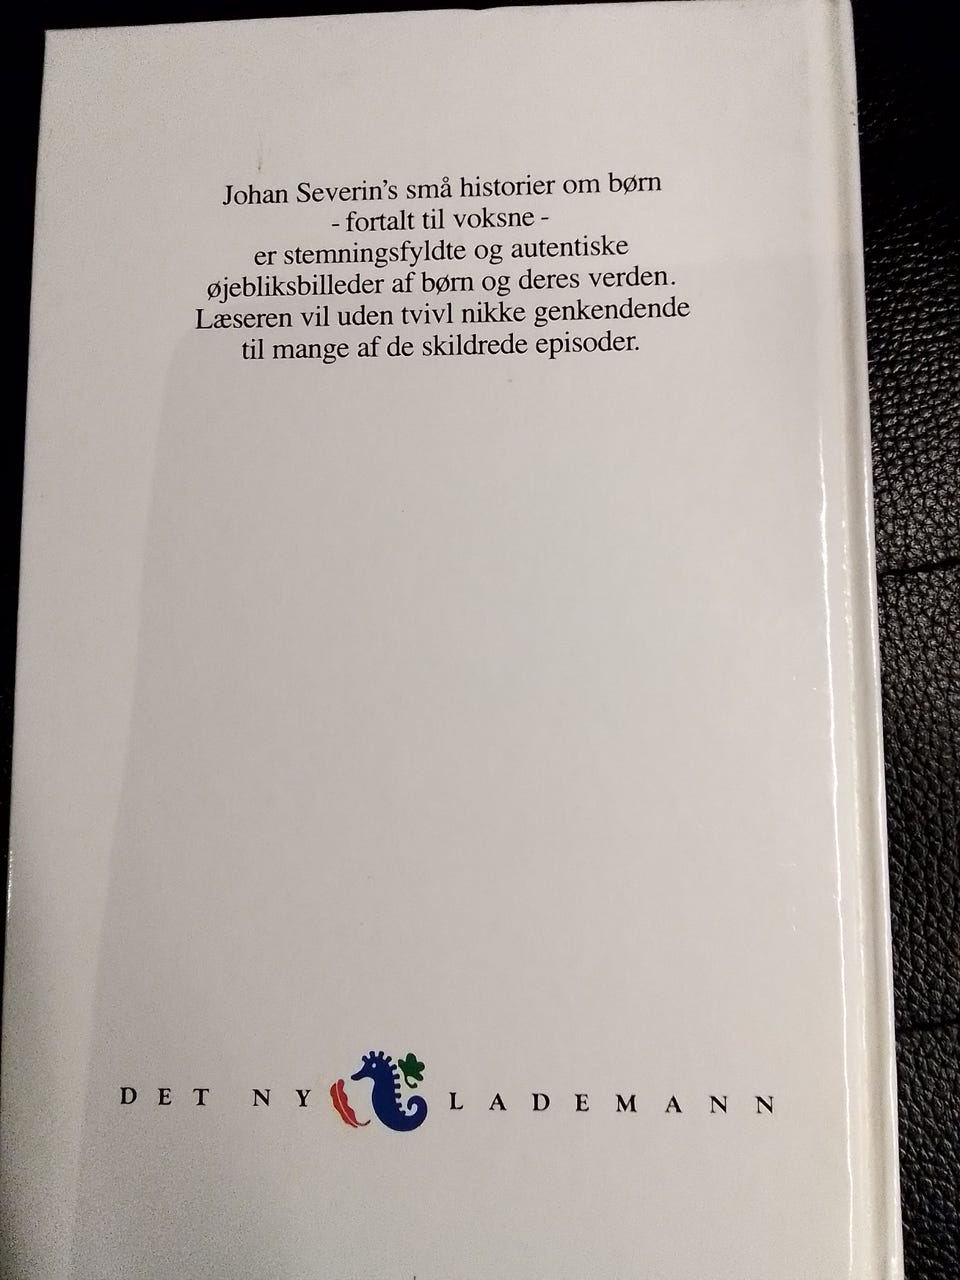 Johan Severin's små historier om børn
- fortalt til voksne -
er stemningsfyldte og autentiske
øjebliksbilleder af børn og deres verden.
Læseren vil uden tvivl nikke genkendende
til mange af de skildrede episoder.
DET NY LADEMANN